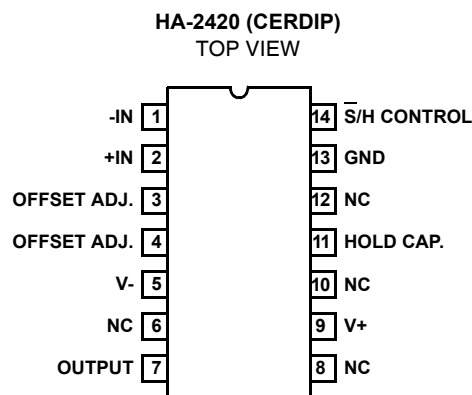 HA-2420 (CERDIP)
TOP VIEW
-IN 1
+IN 2
OFFSET ADJ. 3
OFFSET ADJ. 4
V- 5
NC 6
OUTPUT 7
14 S̅/H CONTROL
13 GND
12 NC
11 HOLD CAP.
10 NC
9 V+
8 NC